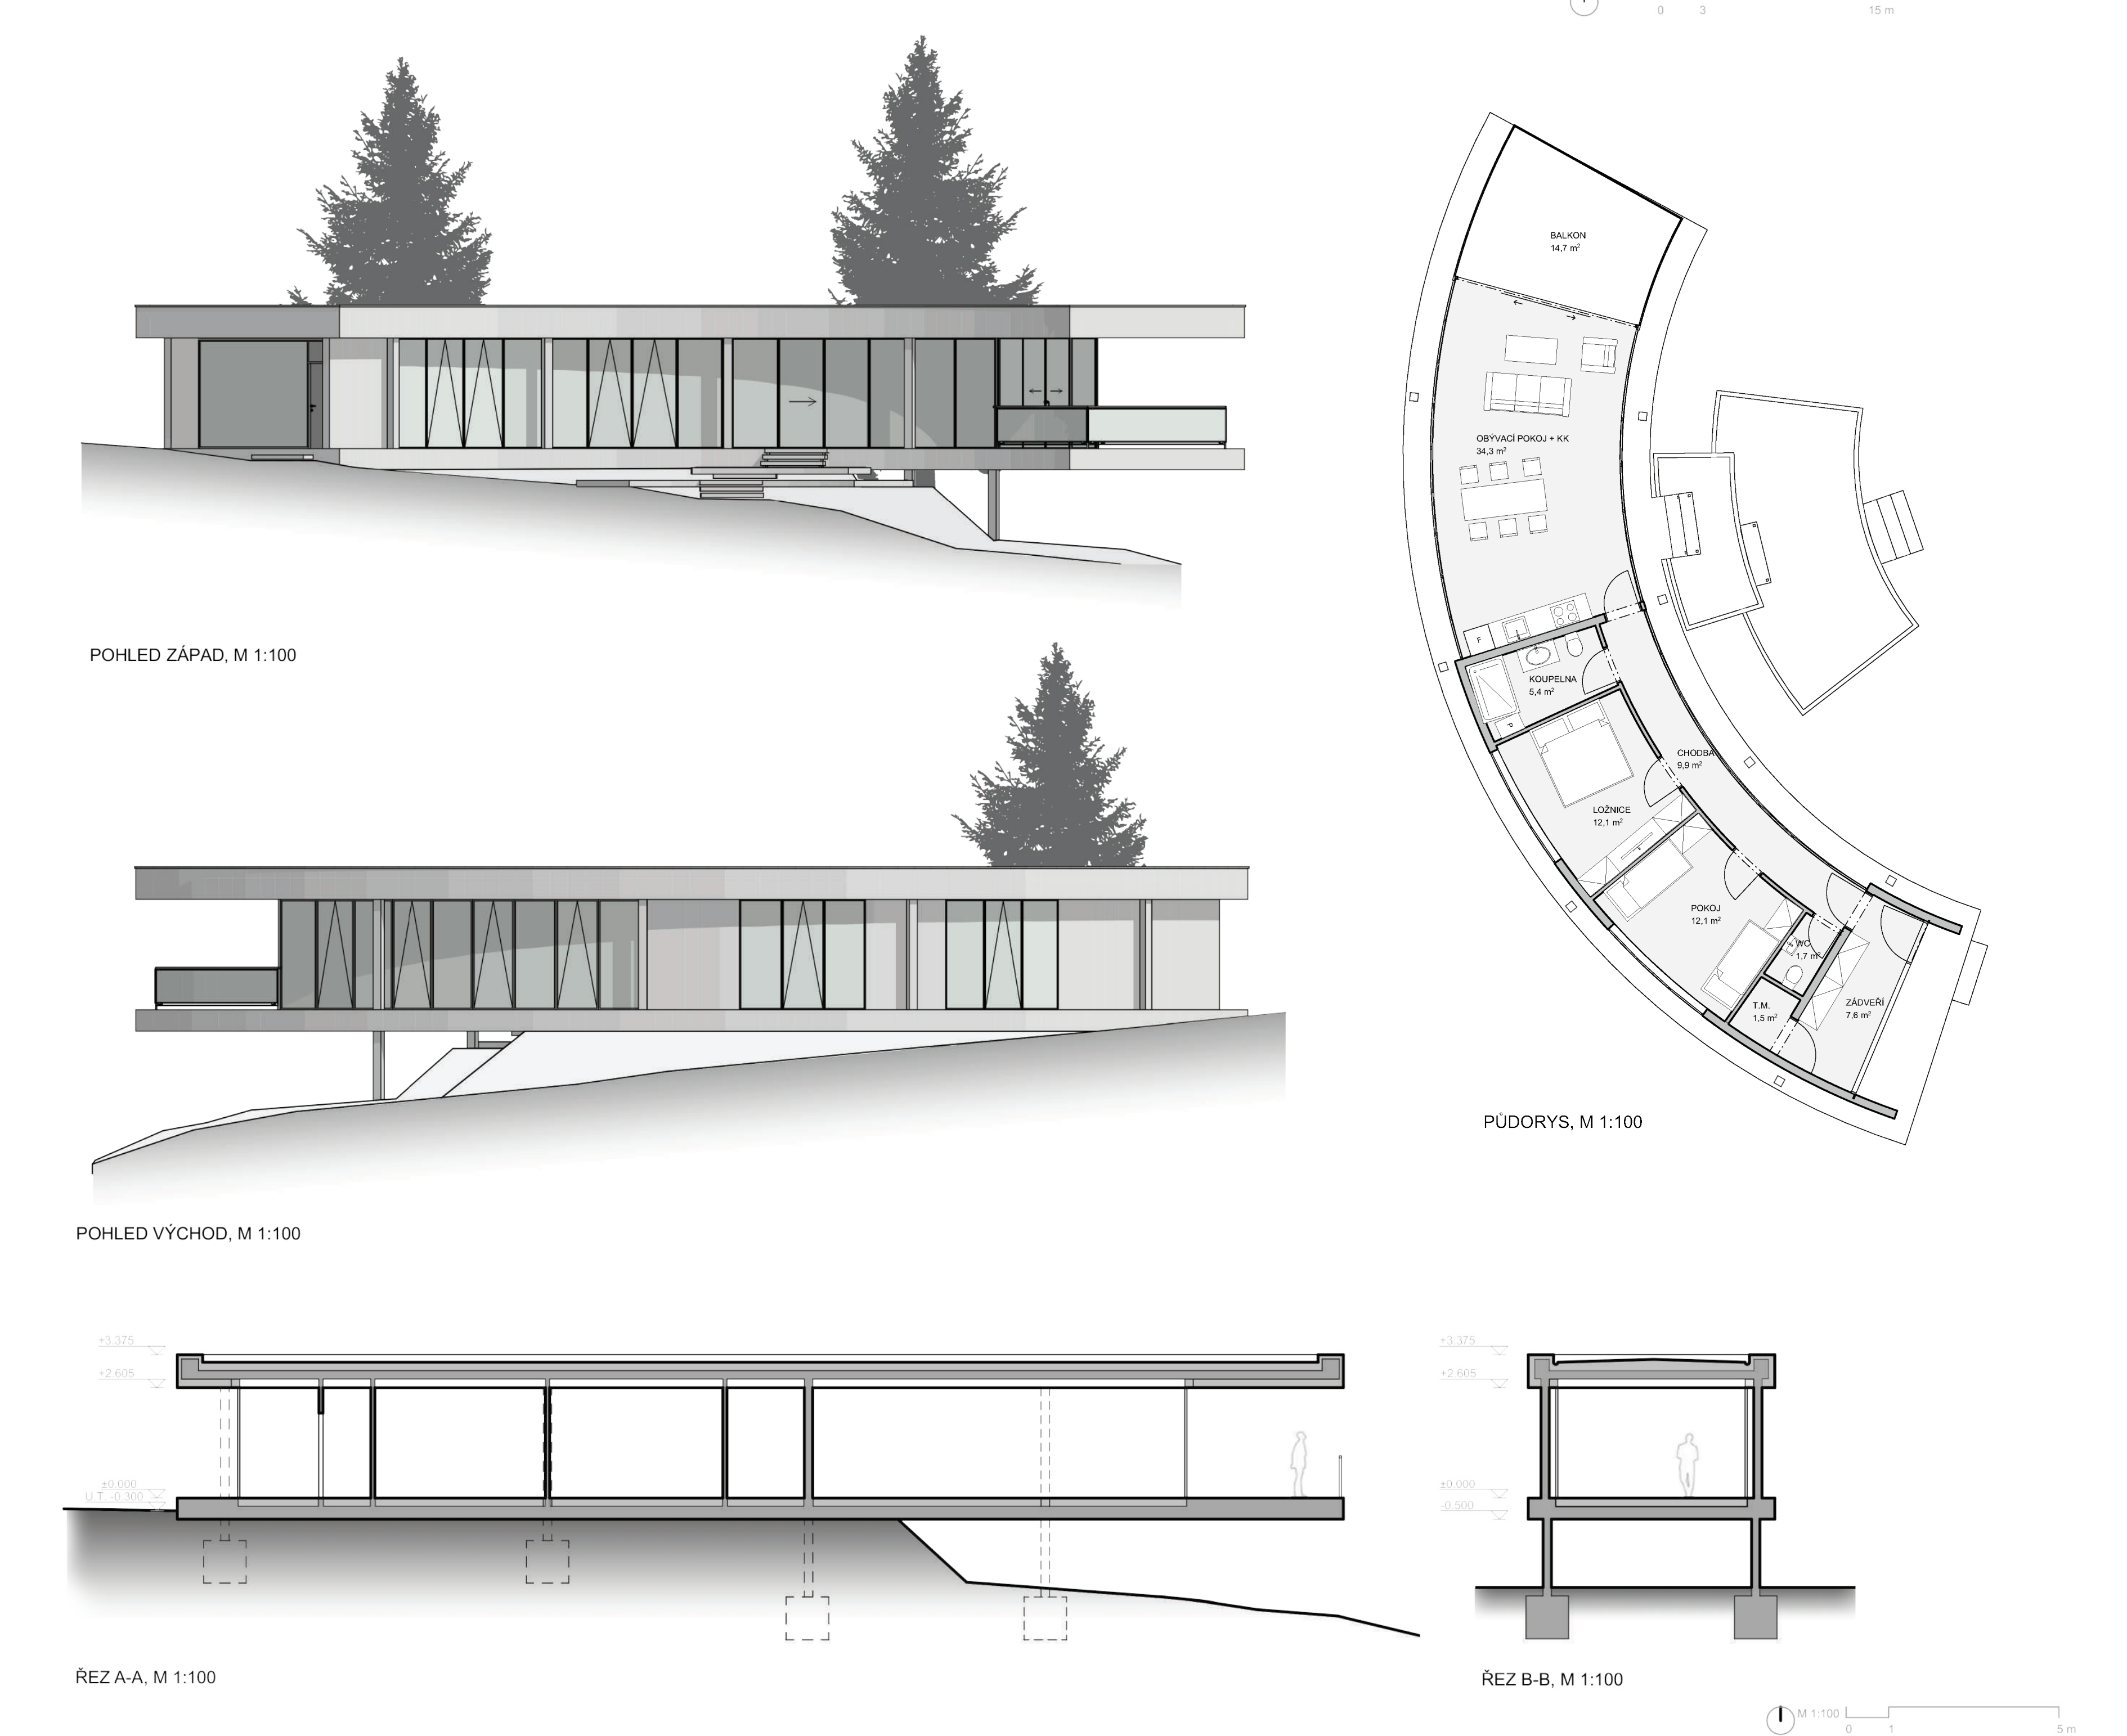 0 3 15 m
BALKON
14,7 m²
OBÝVACÍ POKOJ + KK
34,3 m²
F
KOUPELNA
5,4 m²
P
CHODBA
9,9 m²
LOŽNICE
12,1 m²
POKOJ
12,1 m²
WC
1,7 m²
T.M.
1,5 m²
ZÁDVEŘÍ
7,6 m²
PŮDORYS, M 1:100
POHLED ZÁPAD, M 1:100
POHLED VÝCHOD, M 1:100
+3.375
+2.605
±0.000
U.T. -0.300
ŘEZ A-A, M 1:100
+3.375
+2.605
±0.000
-0.500
ŘEZ B-B, M 1:100
M 1:100
0 1 5 m